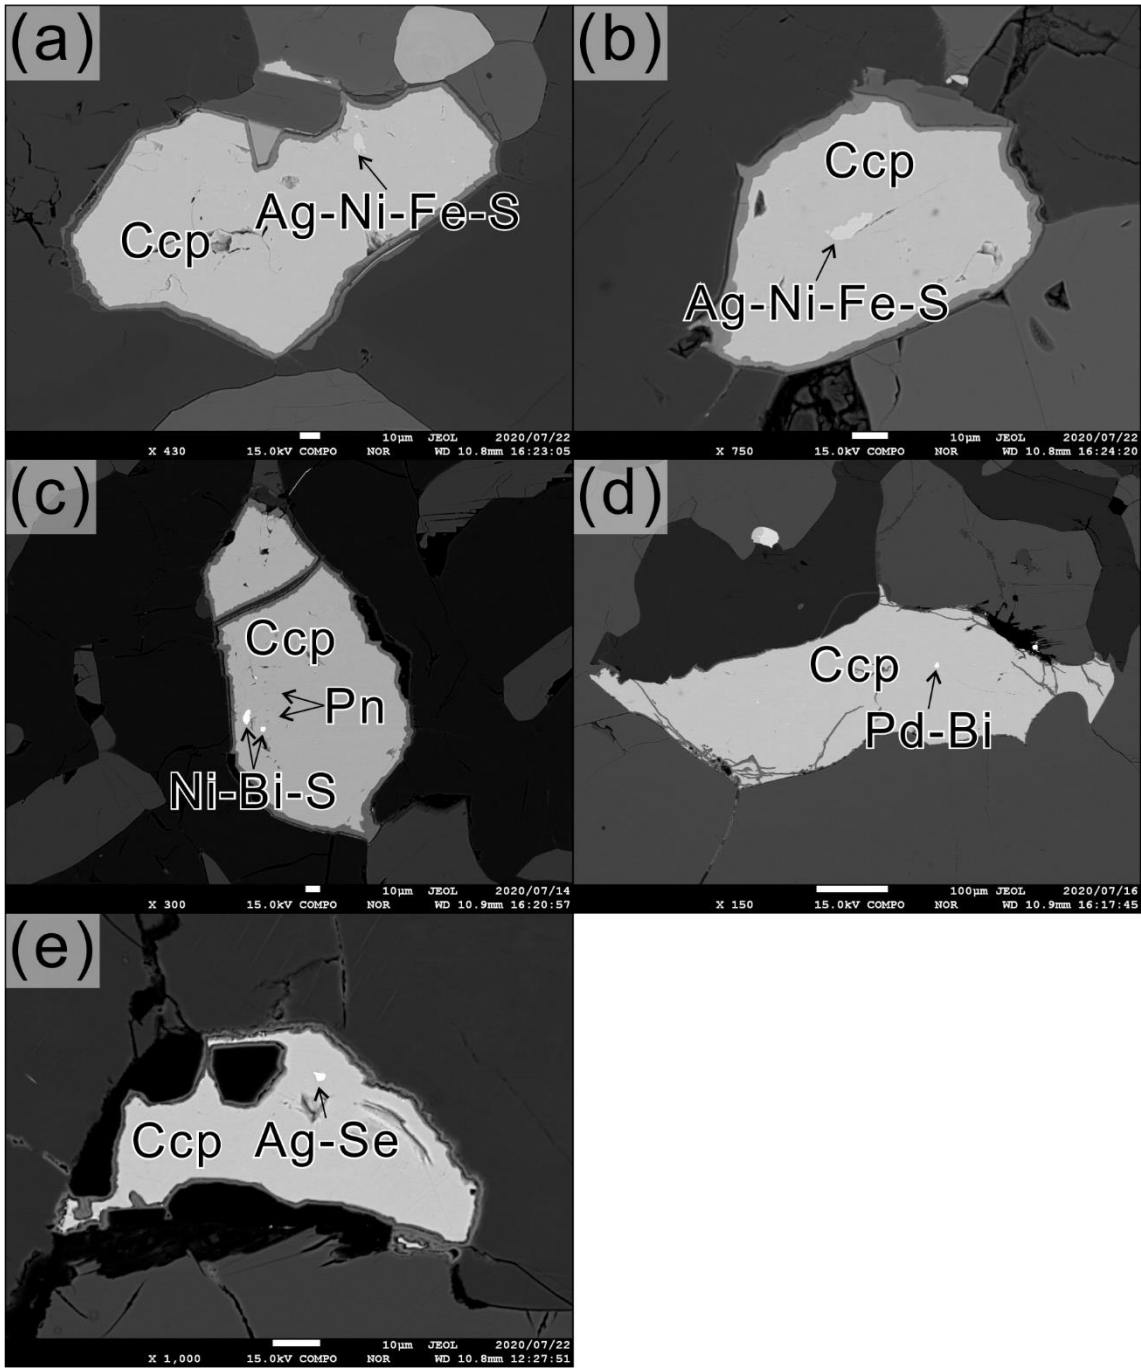 (a)
Ccp
Ag-Ni-Fe-S
10µm JEOL 2020/07/22
X 430 15.0kV COMPO NOR WD 10.8mm 16:23:05
(b)
Ccp
Ag-Ni-Fe-S
10µm JEOL 2020/07/22
X 750 15.0kV COMPO NOR WD 10.8mm 16:24:20
(c)
Ccp
Pn
Ni-Bi-S
10µm JEOL 2020/07/14
X 300 15.0kV COMPO NOR WD 10.9mm 16:20:57
(d)
Ccp
Pd-Bi
100µm JEOL 2020/07/16
X 150 15.0kV COMPO NOR WD 10.9mm 16:17:45
(e)
Ccp Ag-Se
10µm JEOL 2020/07/22
X 1,000 15.0kV COMPO NOR WD 10.8mm 12:27:51